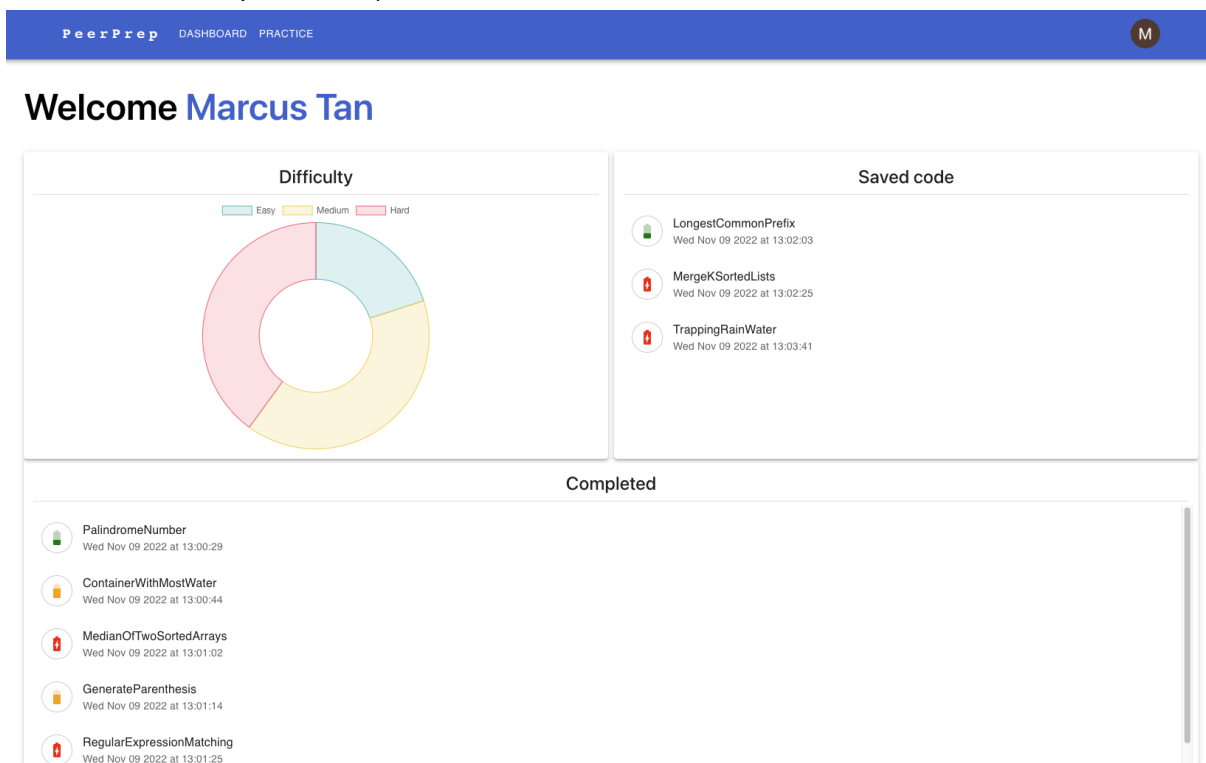 PeerPrep DASHBOARD PRACTICE M
Welcome Marcus Tan
Difficulty
Easy Medium Hard
Saved code
LongestCommonPrefix
Wed Nov 09 2022 at 13:02:03
MergeKSortedLists
Wed Nov 09 2022 at 13:02:25
TrappingRainWater
Wed Nov 09 2022 at 13:03:41
Completed
PalindromeNumber
Wed Nov 09 2022 at 13:00:29
ContainerWithMostWater
Wed Nov 09 2022 at 13:00:44
MedianOfTwoSortedArrays
Wed Nov 09 2022 at 13:01:02
GenerateParenthesis
Wed Nov 09 2022 at 13:01:14
RegularExpressionMatching
Wed Nov 09 2022 at 13:01:25